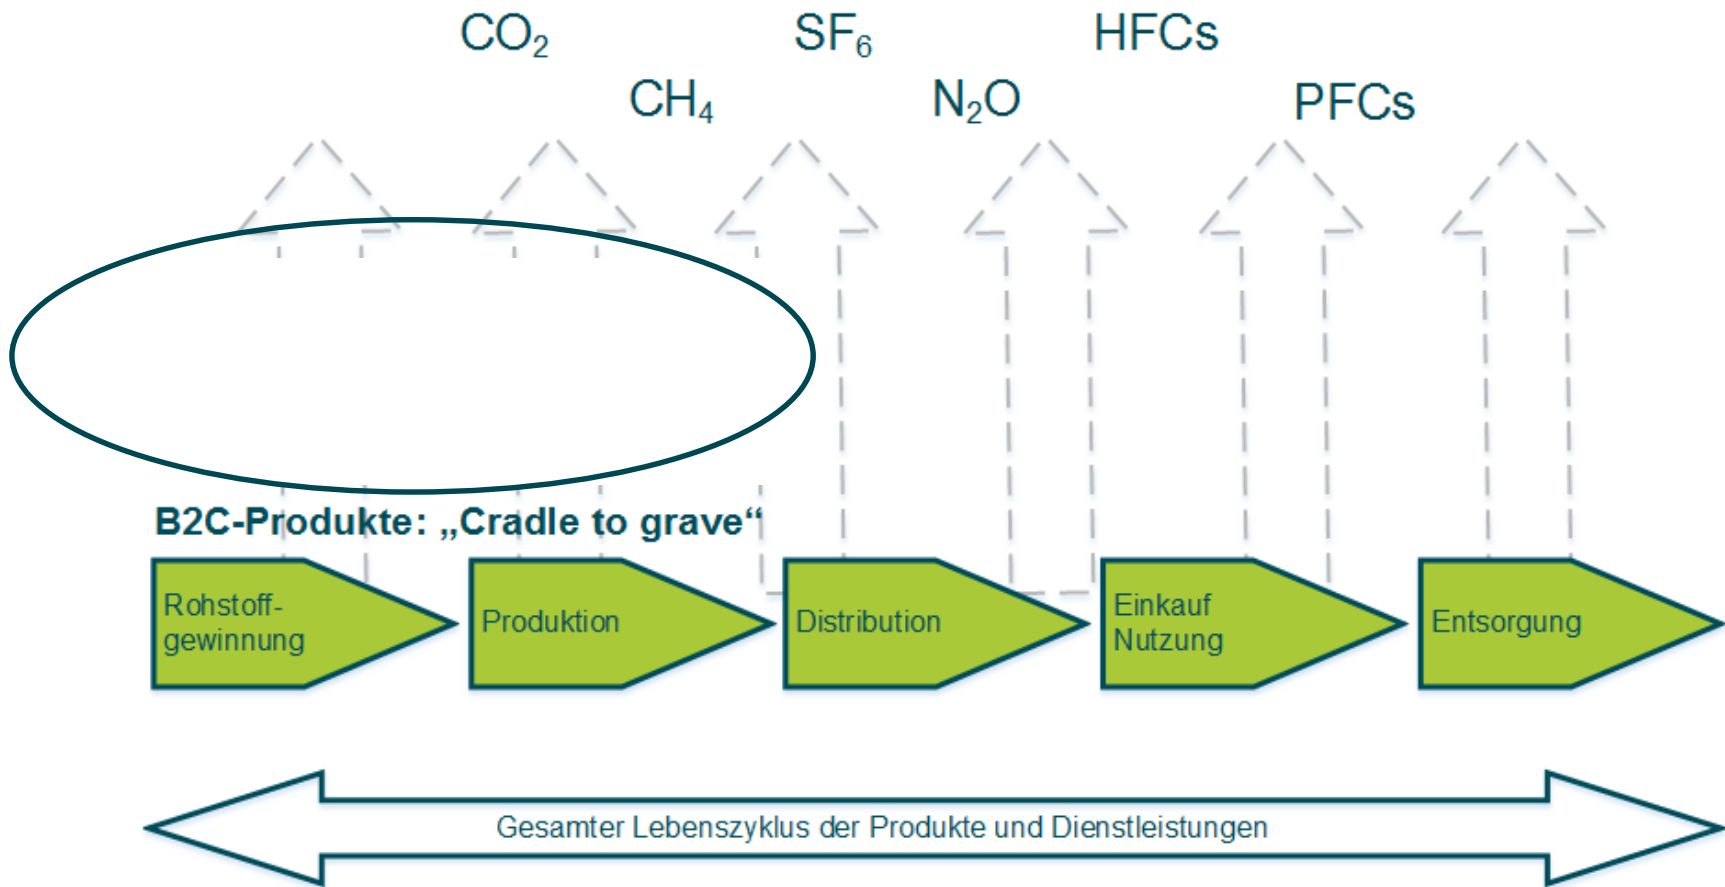 CO₂ SF₆ HFCs
CH₄ N₂O PFCs
B2C-Produkte: „Cradle to grave“
Rohstoff-
gewinnung
Produktion
Distribution
Einkauf
Nutzung
Entsorgung
Gesamter Lebenszyklus der Produkte und Dienstleistungen